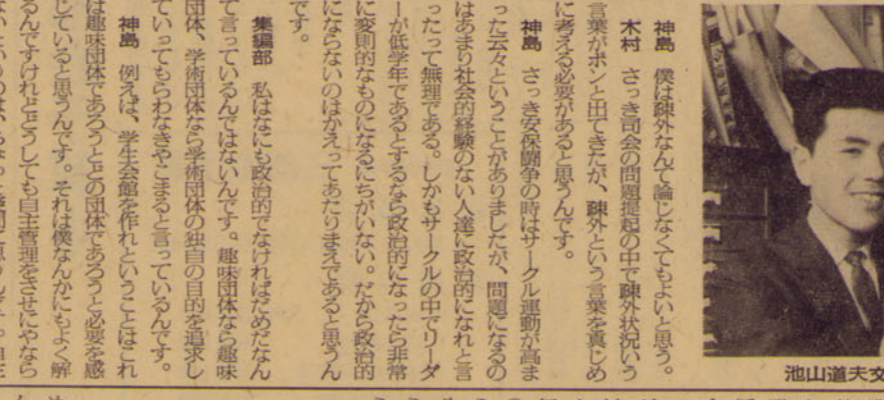 神島　僕は疎外なんて論じなくてもよいと思う。
木村　さっき司会の問題提起の中で疎外状況いう
言葉がポンと出てきたが、疎外という言葉を真じめ
に考える必要があると思うんです。
神島　さっき安保闘争の時はサークル運動が高ま
った云々ということがありましたが、問題になるの
はあまり社会的経験のない人達に政治的になれと言
ったって無理である。しかもサークルの中でリーダ
ーが低学年であるとするなら政治的になったら非常
に変則的なものになるにちがいない。だから政治的
にならないのはかえってあたりまえであると思うん
です。
集編部　私はなにも政治的でなければだめだなん
て言っているんではないんです。趣味団体なら趣味
団体、学術団体なら学術団体の独自の目的を追求し
ていってもらわなきやこまると言っているんです。
神島　例えば、学生会館を作れということはこれ
は趣味団体であろうとどの団体であろうと必要を感
じていると思うんです。それは僕なんかにもよく解
るんですけれどどうしても自主管理をさせにやなら
池山道夫